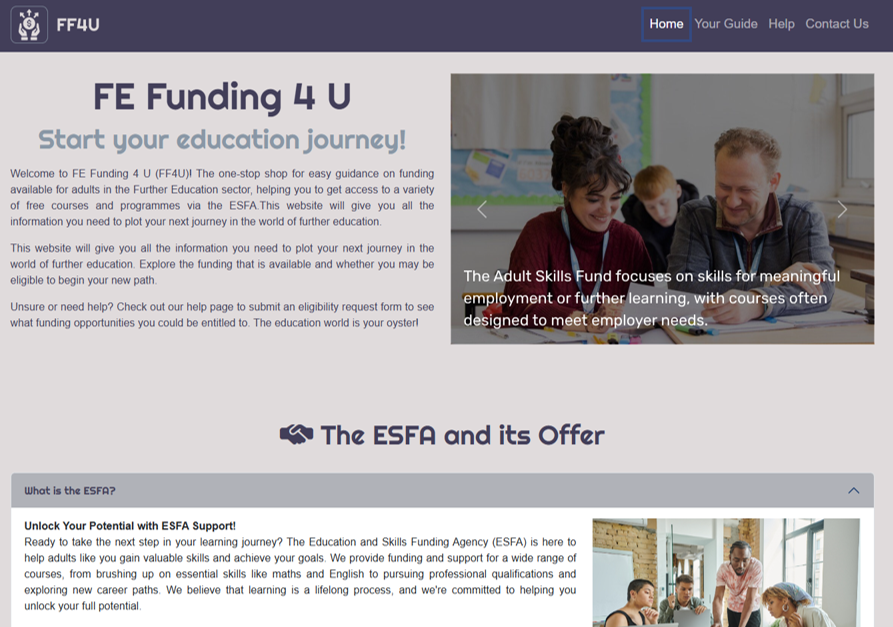 FF4U
Home Your Guide Help Contact Us
FE Funding 4 U
Start your education journey!
Welcome to FE Funding 4 U (FF4U)! The one-stop shop for easy guidance on funding
available for adults in the Further Education sector, helping you to get access to a variety
of free courses and programmes via the ESFA.This website will give you all the
information you need to plot your next journey in the world of further education.
This website will give you all the information you need to plot your next journey in the
world of further education. Explore the funding that is available and whether you may be
eligible to begin your new path.
Unsure or need help? Check out our help page to submit an eligibility request form to see
what funding opportunities you could be entitled to. The education world is your oyster!
The Adult Skills Fund focuses on skills for meaningful
employment or further learning, with courses often
designed to meet employer needs.
The ESFA and its Offer
What is the ESFA?
Unlock Your Potential with ESFA Support!
Ready to take the next step in your learning journey? The Education and Skills Funding Agency (ESFA) is here to
help adults like you gain valuable skills and achieve your goals. We provide funding and support for a wide range of
courses, from brushing up on essential skills like maths and English to pursuing professional qualifications and
exploring new career paths. We believe that learning is a lifelong process, and we're committed to helping you
unlock your full potential.